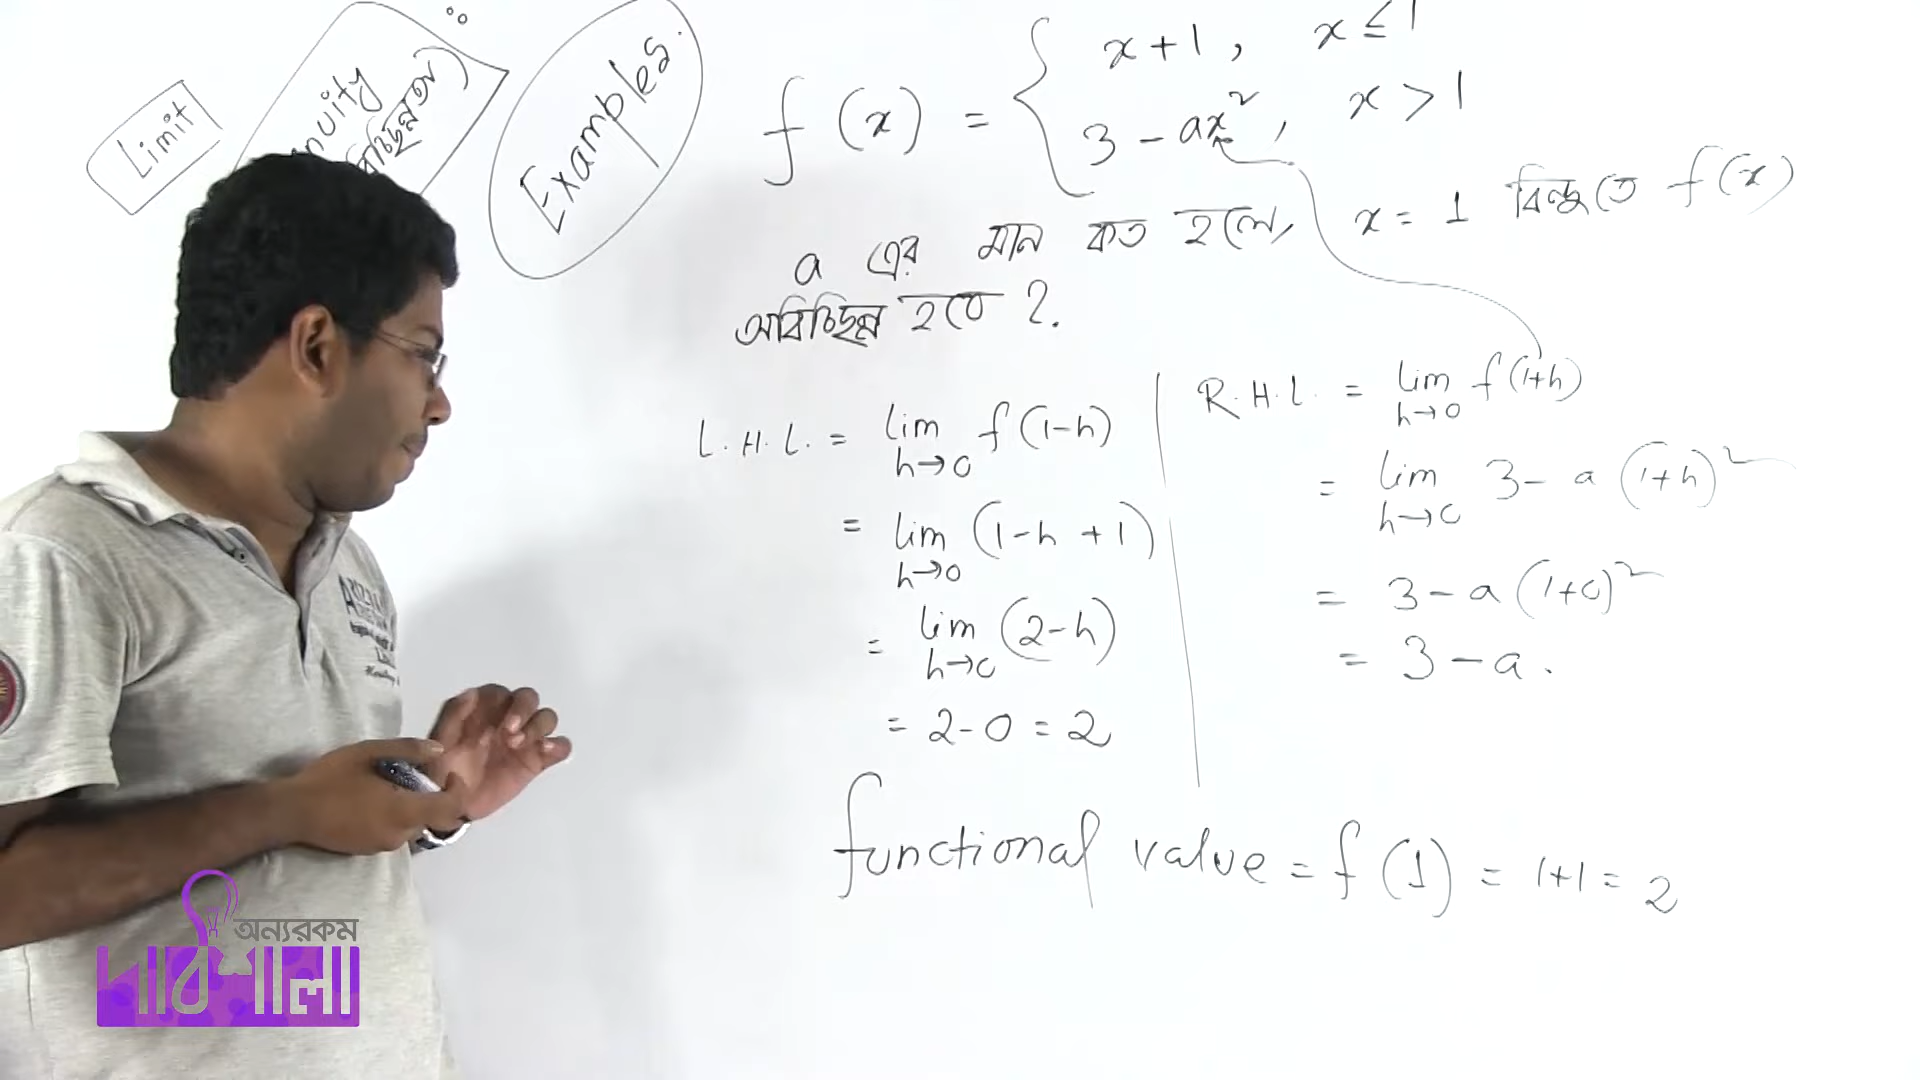 Limit
নuity
বিচ্ছিন্নতা)
Examples.
f(x) = { x+1, x ≤ 1
3 - ax², x > 1
a এর মান কত হলে, x = 1 বিন্দুতে f(x)
অবিচ্ছিন্ন হবে ?
L.H.L. = lim h→0 f(1-h)
= lim h→0 (1-h+1)
= lim h→0 (2-h)
= 2-0 = 2
R.H.L. = lim h→0 f(1+h)
= lim h→0 3- a(1+h)²
= 3-a(1+0)²
= 3-a.
functional value = f(1) = 1+1 = 2
অন্যরকম
পাঠশালা